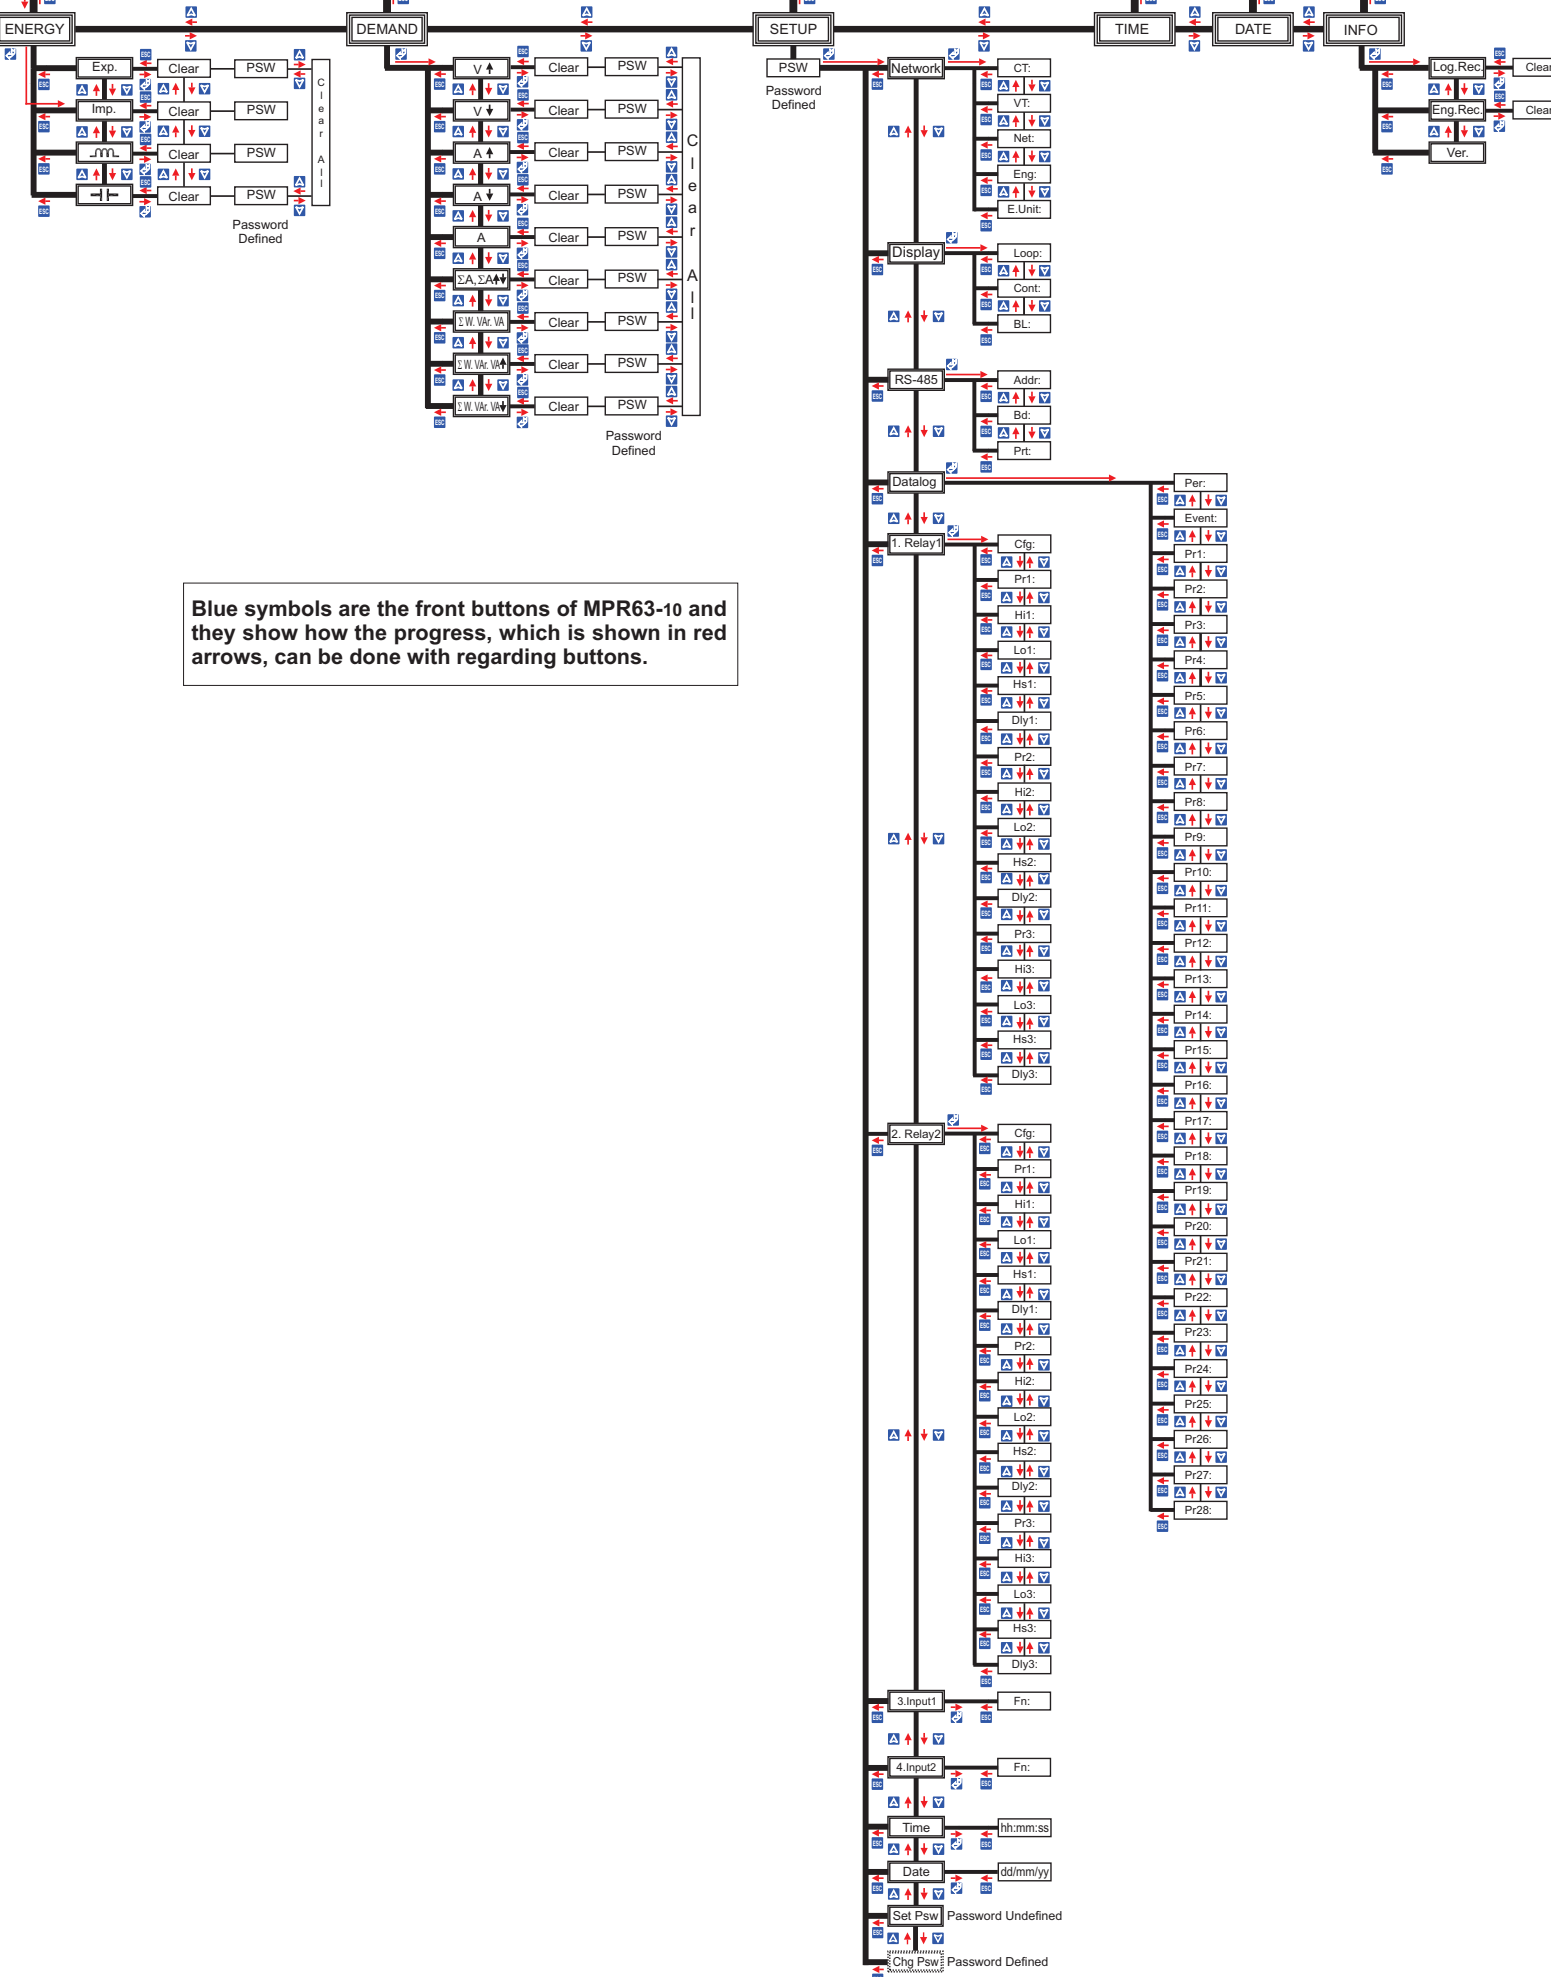 ENERGY
DEMAND
SETUP
TIME
DATE
INFO
Exp.
Clear
PSW
Imp.
Clear
PSW
Clear
PSW
Clear
PSW
Clear All
Password
Defined
V
Clear
PSW
V
Clear
PSW
A
Clear
PSW
A
Clear
PSW
A
Clear
PSW
ΣA,ΣA
Clear
PSW
Σ W. VAr. VA
Clear
PSW
Σ W. VAr. VA
Clear
PSW
Σ W. VAr. VA
Clear
PSW
Clear All
Password
Defined
PSW
Password
Defined
Network
CT:
VT:
Net:
Eng:
E.Unit:
Display
Loop:
Cont:
BL:
RS-485
Addr:
Bd:
Prt:
Datalog
Per:
Event:
Pr1:
Pr2:
Pr3:
Pr4:
Pr5:
Pr6:
Pr7:
Pr8:
Pr9:
Pr10:
Pr11:
Pr12:
Pr13:
Pr14:
Pr15:
Pr16:
Pr17:
Pr18:
Pr19:
Pr20:
Pr21:
Pr22:
Pr23:
Pr24:
Pr25:
Pr26:
Pr27:
Pr28:
1. Relay1
Cfg:
Pr1:
Hi1:
Lo1:
Hs1:
Dly1:
Pr2:
Hi2:
Lo2:
Hs2:
Dly2:
Pr3:
Hi3:
Lo3:
Hs3:
Dly3:
2. Relay2
Cfg:
Pr1:
Hi1:
Lo1:
Hs1:
Dly1:
Pr2:
Hi2:
Lo2:
Hs2:
Dly2:
Pr3:
Hi3:
Lo3:
Hs3:
Dly3:
3.Input1
Fn:
4.Input2
Fn:
Time
hh:mm:ss
Date
dd/mm/yy
Set Psw
Password Undefined
Chg Psw
Password Defined
Log.Rec.
Clear
Eng.Rec.
Clear
Ver.
Blue symbols are the front buttons of MPR63-10 and
they show how the progress, which is shown in red
arrows, can be done with regarding buttons.